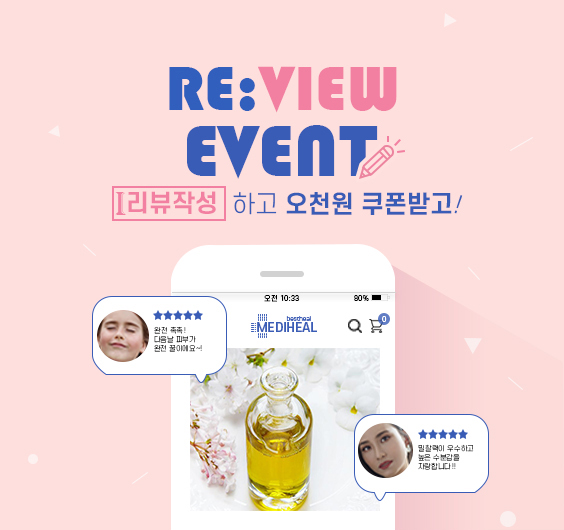 RE:VIEW
EVENT
리뷰작성 하고 오천원 쿠폰받고!
오전 10:33 80%
bestheal
MEDIHEAL
0
완전 촉촉!
다음날 피부가
완전 꿀이에요~!
밀착력이 우수하고
높은 수분감을
자랑합니다!!